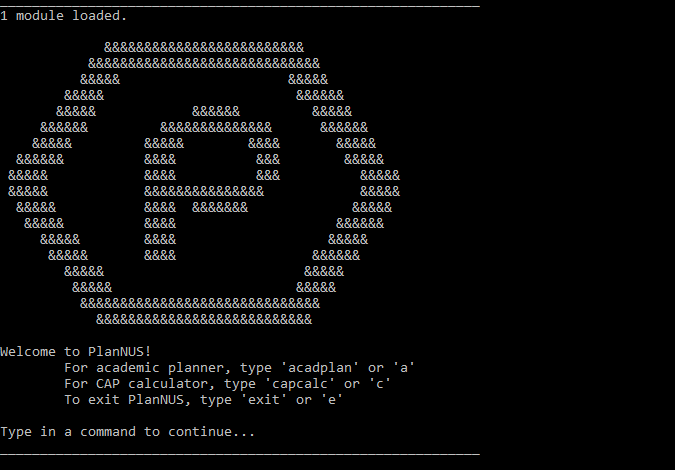 1 module loaded.
Welcome to PlanNUS!
For academic planner, type 'acadplan' or 'a'
For CAP calculator, type 'capcalc' or 'c'
To exit PlanNUS, type 'exit' or 'e'
Type in a command to continue...